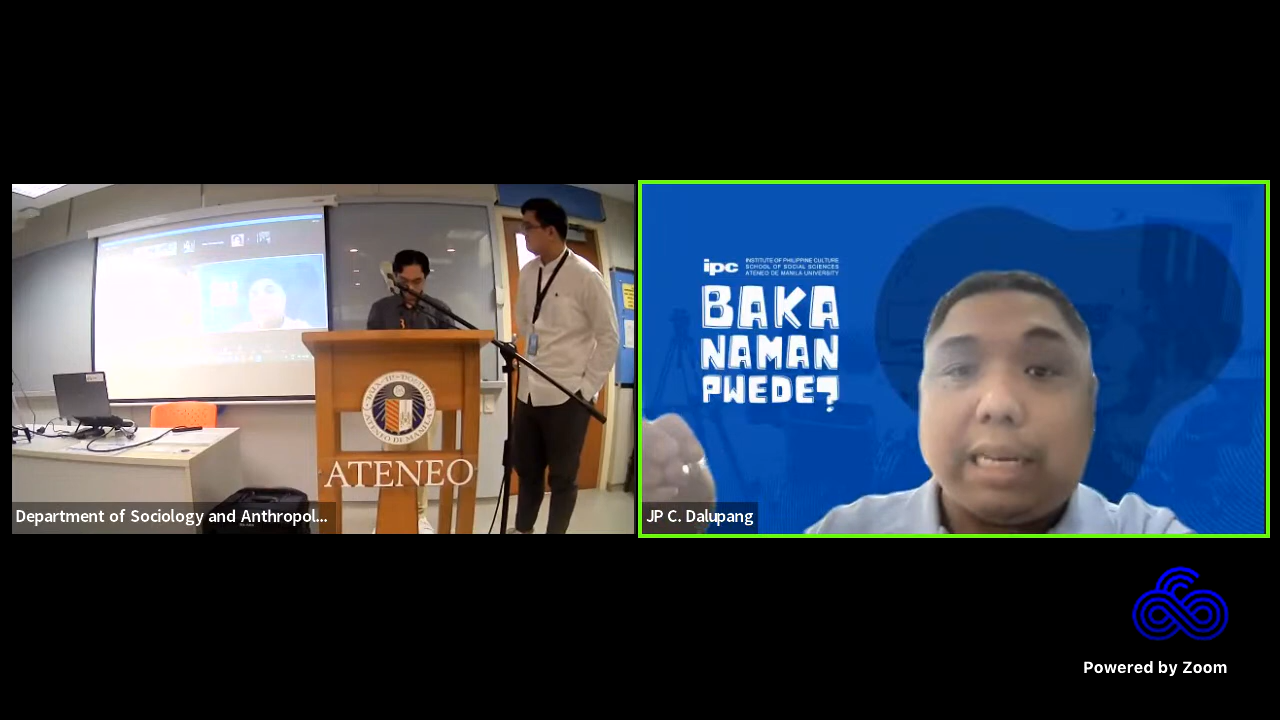 ATENEO
Department of Sociology and Anthropol...
ipc
INSTITUTE OF PHILIPPINE CULTURE
SCHOOL OF SOCIAL SCIENCES
ATENEO DE MANILA UNIVERSITY
BAKA
NAMAN
PWEDE?
JP C. Dalupang
Powered by Zoom